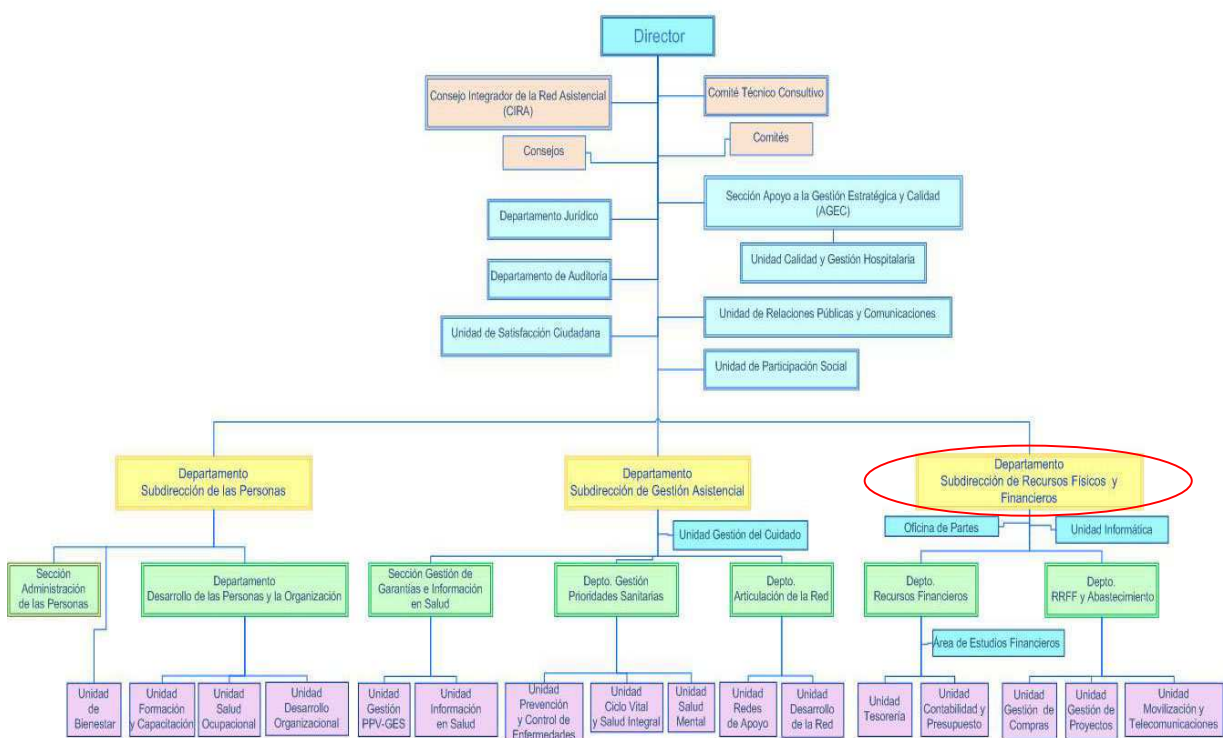 Director
Consejo Integrador de la Red Asistencial
(CIRA)
Comité Técnico Consultivo
Consejos
Comités
Sección Apoyo a la Gestión Estratégica y Calidad
(AGEC)
Departamento Jurídico
Unidad Calidad y Gestión Hospitalaria
Departamento de Auditoría
Unidad de Relaciones Públicas y Comunicaciones
Unidad de Satisfacción Ciudadana
Unidad de Participación Social
Departamento
Subdirección de las Personas
Departamento
Subdirección de Gestión Asistencial
Departamento
Subdirección de Recursos Físicos y
Financieros
Unidad Gestión del Cuidado
Oficina de Partes
Unidad Informática
Sección
Administración
de las Personas
Departamento
Desarrollo de las Personas y la Organización
Sección Gestión de
Garantías e Información
en Salud
Depto. Gestión
Prioridades Sanitarias
Depto.
Articulación de la Red
Depto.
Recursos Financieros
Depto.
RRFF y Abastecimiento
Área de Estudios Financieros
Unidad
de
Bienestar
Unidad
Formación
y Capacitación
Unidad
Salud
Ocupacional
Unidad
Desarrollo
Organizacional
Unidad
Gestión
PPV-GES
Unidad
Información
en Salud
Unidad
Prevención
y Control de
Enfermedades
Unidad
Ciclo Vital
y Salud Integral
Unidad
Salud
Mental
Unidad
Redes
de Apoyo
Unidad
Desarrollo
de la Red
Unidad
Tesorería
Unidad
Contabilidad y
Presupuesto
Unidad
Gestión de
Compras
Unidad
Gestión de
Proyectos
Unidad
Movilización y
Telecomunicaciones